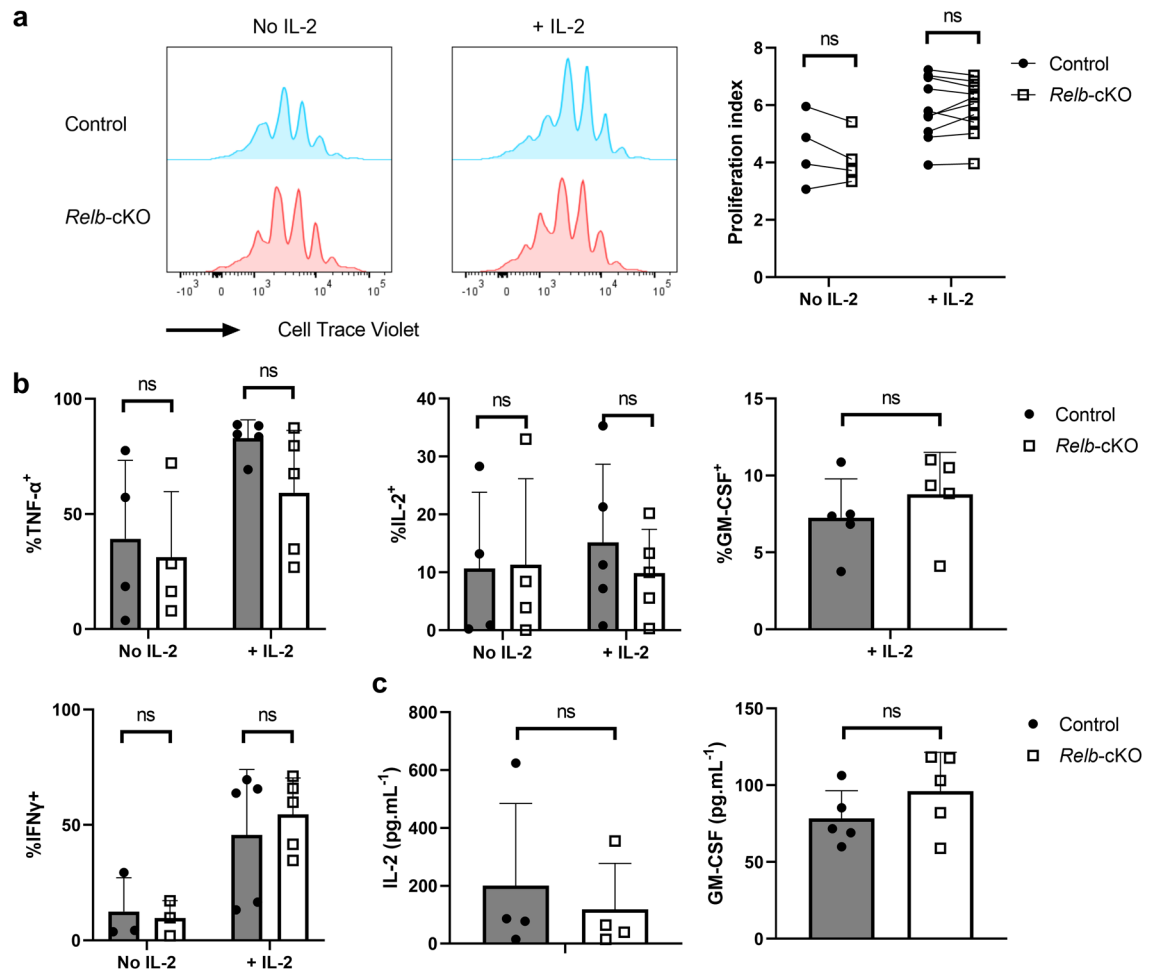 a
No IL-2
+ IL-2
Control
Relb-cKO
-10³ 0 10³ 10⁴ 10⁵
-10³ 0 10³ 10⁴ 10⁵
Cell Trace Violet
Proliferation index
8
6
4
2
0
ns
ns
No IL-2
+ IL-2
Control
Relb-cKO
b
%TNF-α⁺
100
50
0
ns
ns
No IL-2
+ IL-2
%IL-2⁺
40
30
20
10
0
ns
ns
No IL-2
+ IL-2
%GM-CSF⁺
15
10
5
0
ns
+ IL-2
Control
Relb-cKO
%IFNγ+
100
50
0
ns
ns
No IL-2
+ IL-2
c
IL-2 (pg.mL⁻¹)
800
600
400
200
0
ns
GM-CSF (pg.mL⁻¹)
150
100
50
0
ns
Control
Relb-cKO